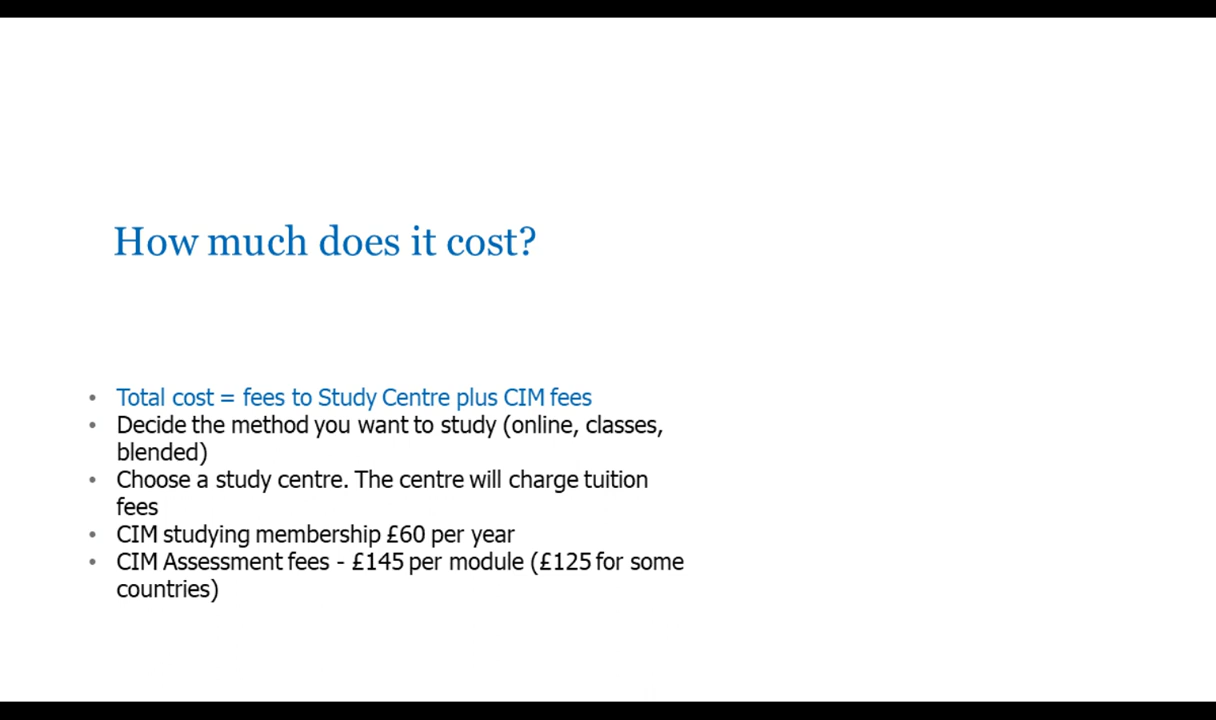 How much does it cost?
• Total cost = fees to Study Centre plus CIM fees
• Decide the method you want to study (online, classes,
blended)
• Choose a study centre. The centre will charge tuition
fees
• CIM studying membership £60 per year
• CIM Assessment fees - £145 per module (£125 for some
countries)